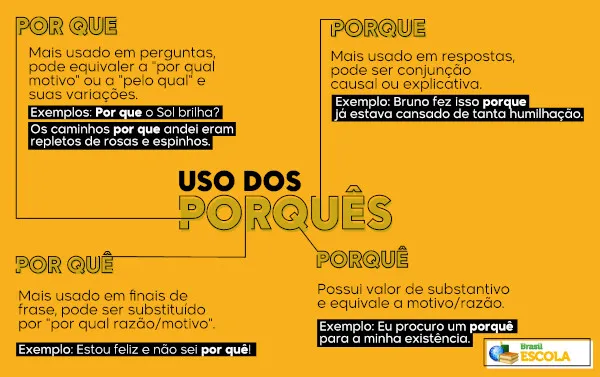 POR QUE
Mais usado em perguntas,
pode equivaler a "por qual
motivo" ou a "pelo qual" e
suas variações.
Exemplos: Por que o Sol brilha?
Os caminhos por que andei eram
repletos de rosas e espinhos.
PORQUE
Mais usado em respostas,
pode ser conjunção
causal ou explicativa.
Exemplo: Bruno fez isso porque
já estava cansado de tanta humilhação.
USO DOS
PORQUÊS
POR QUÊ
Mais usado em finais de
frase, pode ser substituído
por "por qual razão/motivo".
Exemplo: Estou feliz e não sei por quê!
PORQUÊ
Possui valor de substantivo
e equivale a motivo/razão.
Exemplo: Eu procuro um porquê
para a minha existência.
Brasil
ESCOLA